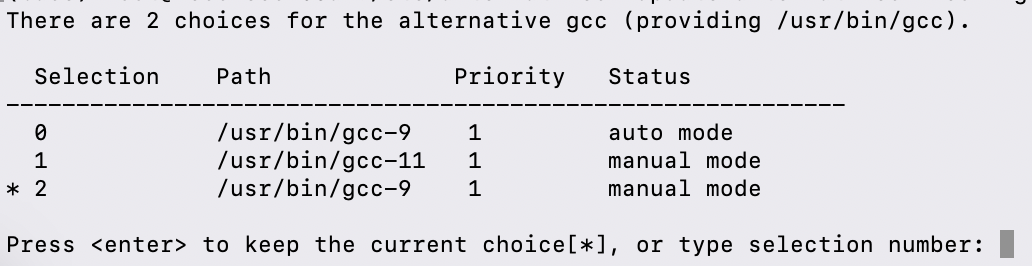 There are 2 choices for the alternative gcc (providing /usr/bin/gcc).
Selection Path Priority Status
------------------------------------------------------------
0 /usr/bin/gcc-9 1 auto mode
1 /usr/bin/gcc-11 1 manual mode
* 2 /usr/bin/gcc-9 1 manual mode
Press <enter> to keep the current choice[*], or type selection number: